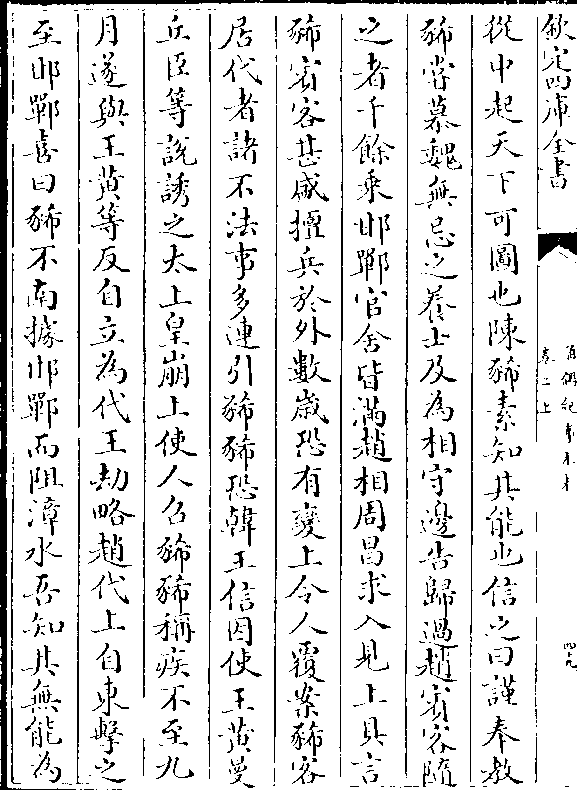 欽定四庫全書
通鑑紀事本末
卷二上
四九
從中起天下可圖也陳豨素知其能也信之曰謹奉教
豨常慕魏無忌之養士及為相守邊告歸過趙賓客隨
之者千餘乘邯鄲官舍皆滿趙相周昌求入見上具言
豨賓客甚盛擅兵於外數歲恐有變上令人覆案豨客
居代者諸不法事多連引豨豨恐韓王信因使王黃曼
丘臣等說誘之太上皇崩上使人召豨豨稱疾不至九
月遂與王黃等反自立為代王劫略趙代上自東擊之
至邯鄲喜曰豨不南據邯鄲而阻漳水吾知其無能為